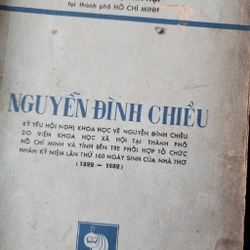 tại thành phố HỒ CHÍ MINH
NGUYỄN ĐÌNH CHIỂU
KỶ YẾU HỘI NGHỊ KHOA HỌC VỀ NGUYỄN ĐÌNH CHIỂU
DO VIỆN KHOA HỌC XÃ HỘI TẠI THÀNH PHỐ
HỒ CHÍ MINH VÀ TỈNH BẾN TRE PHỐI HỢP TỔ CHỨC
NHÂN KỶ NIỆM LẦN THỨ 160 NGÀY SINH CỦA NHÀ THƠ
(1822 — 1982)